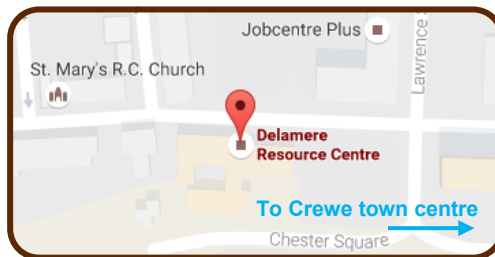 Jobcentre Plus
St. Mary's R.C. Church
Lawrence
Delamere
Resource Centre
To Crewe town centre
Chester Square